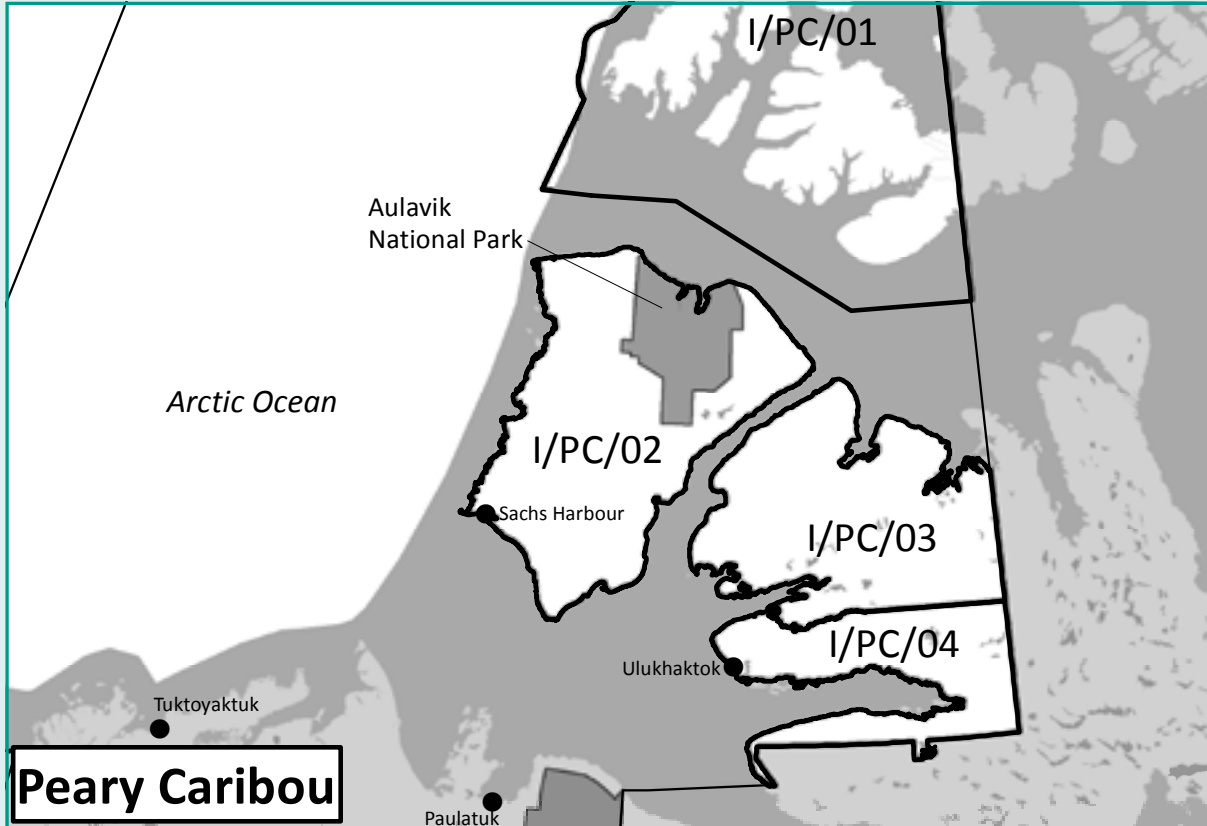 I/PC/01
Aulavik
National Park
Arctic Ocean
I/PC/02
Sachs Harbour
I/PC/03
I/PC/04
Ulukhaktok
Tuktoyaktuk
Peary Caribou
Paulatuk